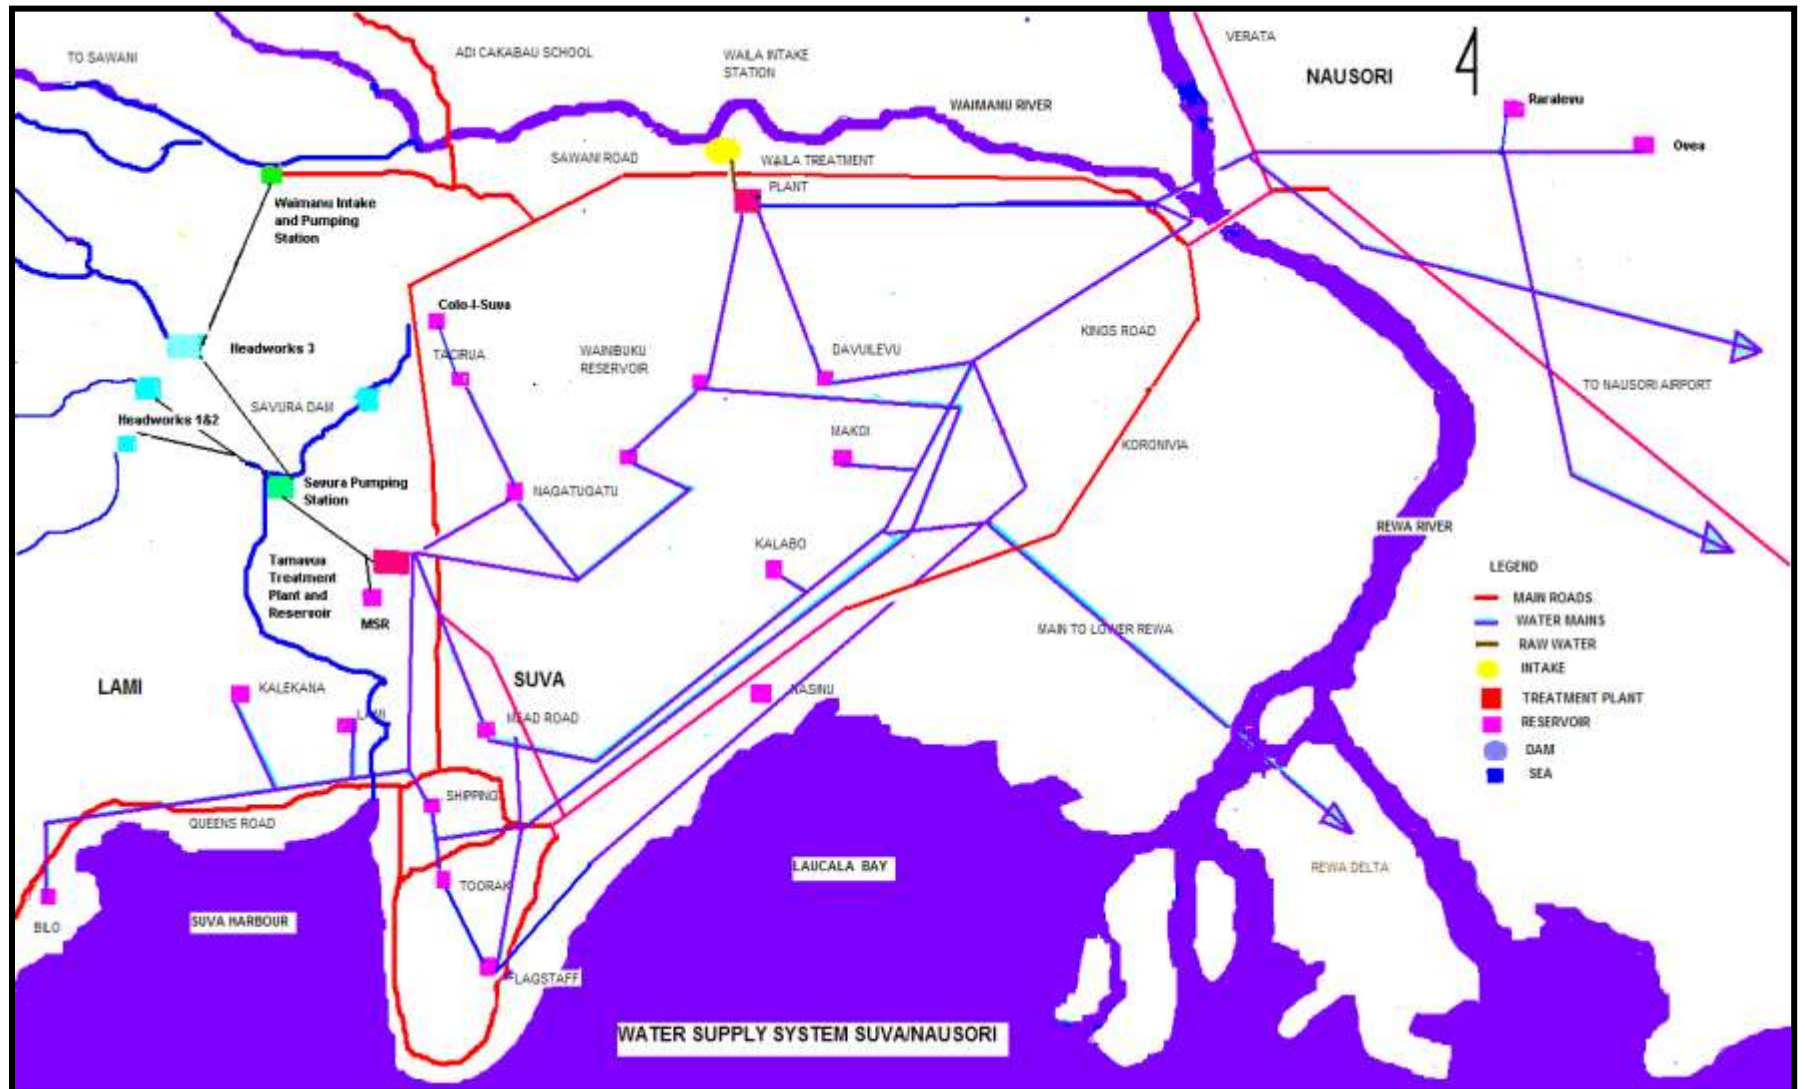 TO SAWANI
ADI CAKABAU SCHOOL
WAILA INTAKE
STATION
VERATA
NAUSORI
4
WAIMANU RIVER
Raralevu
Ovea
SAWANI ROAD
WAILA TREATMENT
PLANT
Waimanu Intake
and Pumping
Station
Colo-I-Suva
Headworks 3
TACIRUA
WAINIBUKU
RESERVOIR
DAVUILEVU
KINGS ROAD
TO NAUSORI AIRPORT
SAVURA DAM
Headworks 1&2
MAKOI
KORONIVIA
Savura Pumping
Station
NAGATUGATU
REWA RIVER
KALABO
Tamavua
Treatment
Plant and
Reservoir
MSR
LEGEND
MAIN ROADS
WATER MAINS
RAW WATER
INTAKE
TREATMENT PLANT
RESERVOIR
DAM
SEA
MAIN TO LOWER REWA
LAMI
KALEKANA
LAMI
SUVA
MEAD ROAD
NASINU
SHIPPING
QUEENS ROAD
TOORAK
LAUCALA BAY
REWA DELTA
BILO
SUVA HARBOUR
FLAGSTAFF
WATER SUPPLY SYSTEM SUVA/NAUSORI